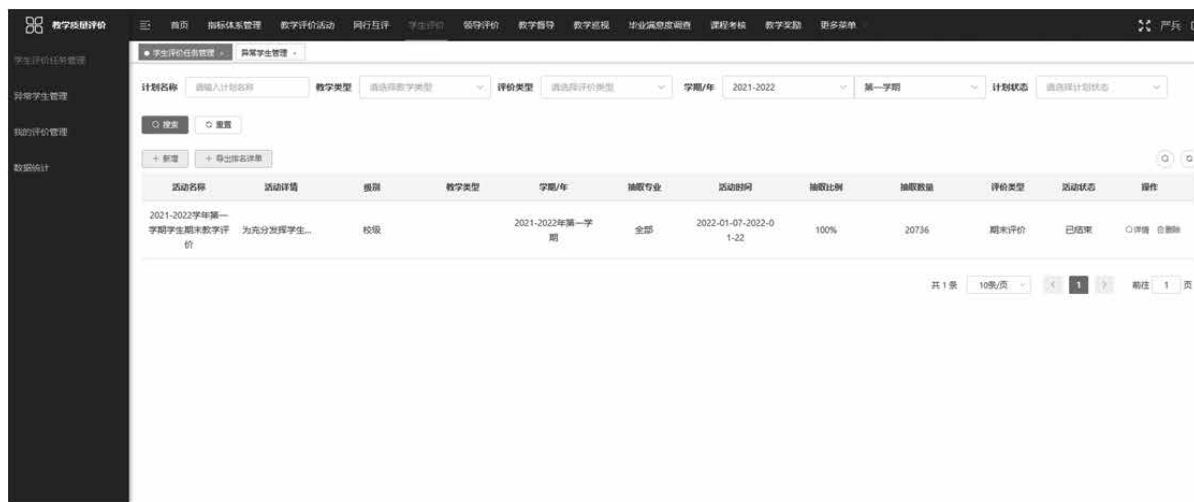 教学质量评价
首页 指标体系管理 教学评价活动 同行互评 学生评价 领导评价 教学督导 教学巡视 毕业满意度调查 课程考核 教学奖励 更多菜单
严兵
学生评价任务管理
异常学生管理
我的评价管理
数据统计
学生评价任务管理 异常学生管理
计划名称 请输入计划名称 教学类型 请选择教学类型 评价类型 请选择评价类型 学期/年 2021-2022 第一学期 计划状态 请选择计划状态
搜索 重置
+ 新增 + 导出排名详单
活动名称 活动详情 级别 教学类型 学期/年 抽取专业 活动时间 抽取比例 抽取数量 评价类型 活动状态 操作
2021-2022学年第一
学期学生期末教学评
价
为充分发挥学生...
校级
2021-2022年第一学
期
全部
2022-01-07-2022-0
1-22
100%
20736
期末评价
已结束
详情 删除
共 1 条 10条/页 < 1 > 前往 1 页